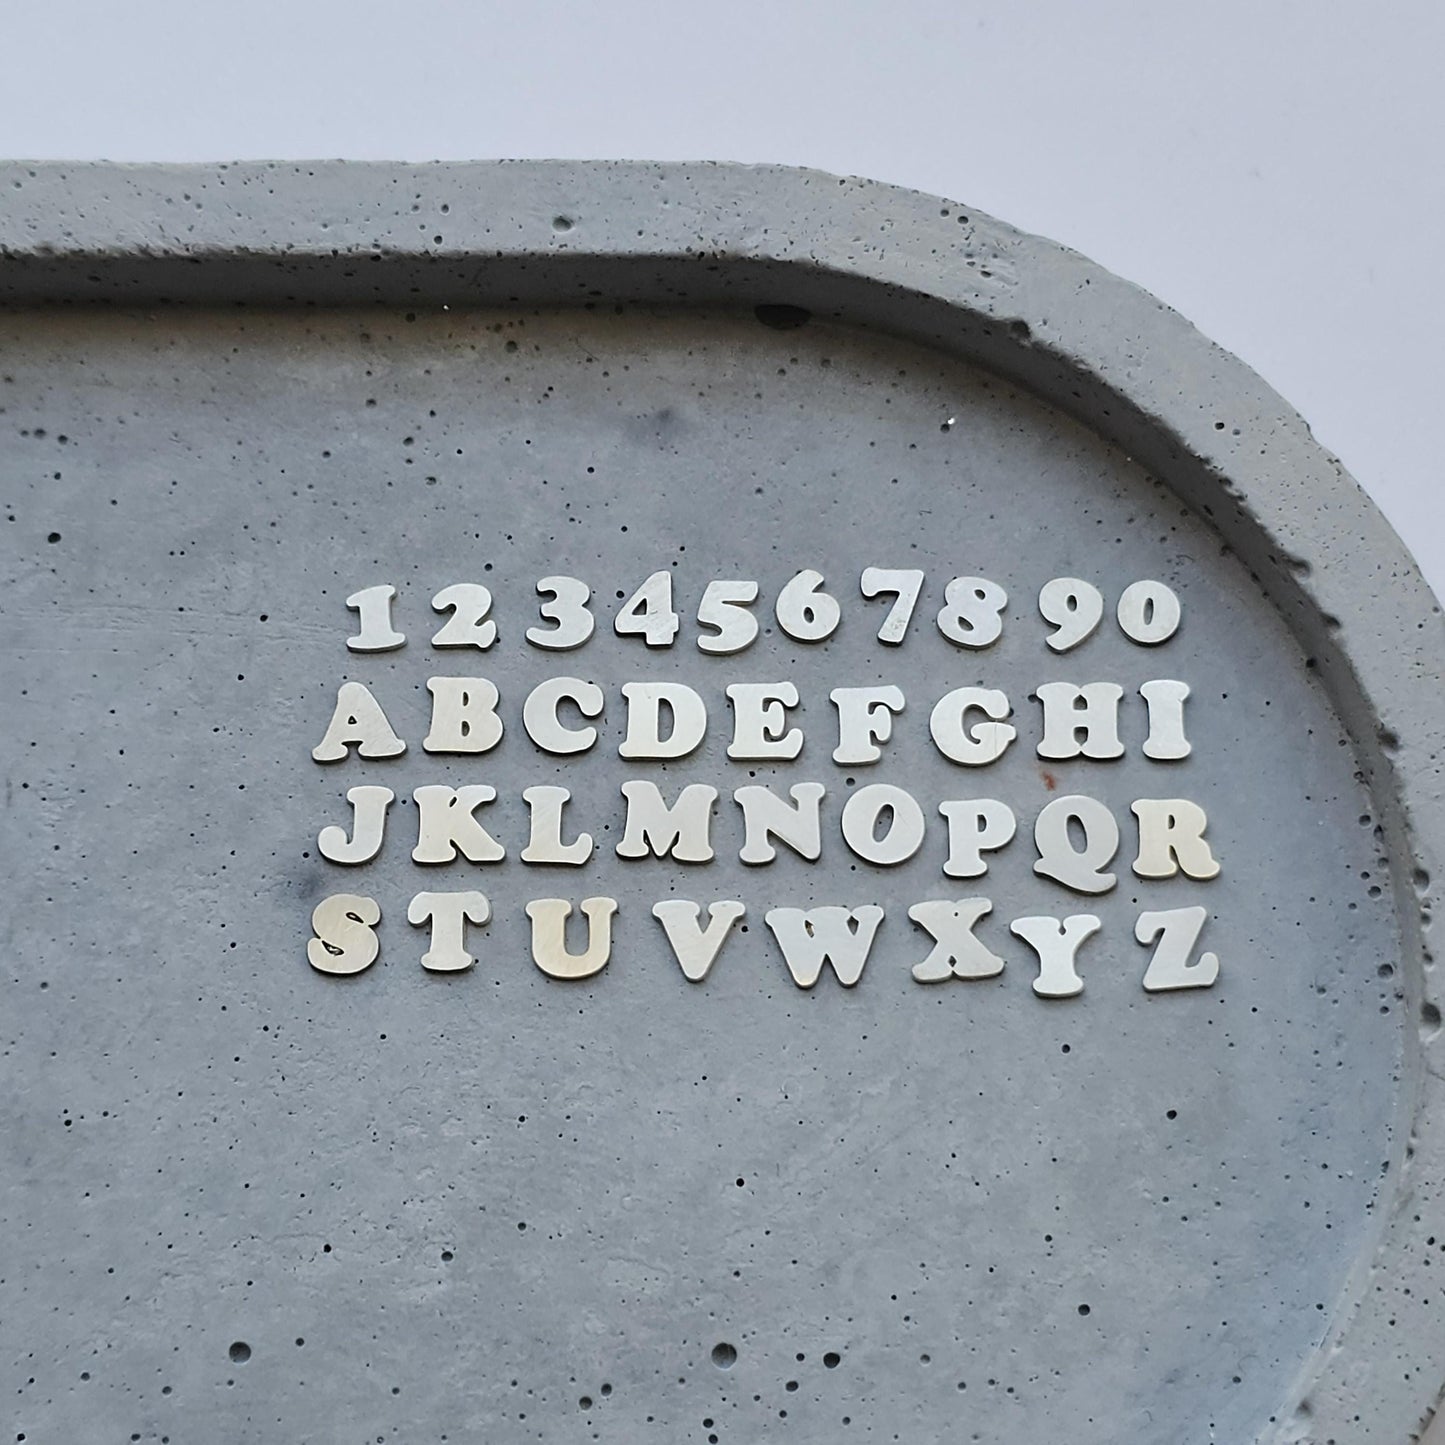 1234567890
ABCDEFGHI
JKLMNOPQR
STUVWXYZ